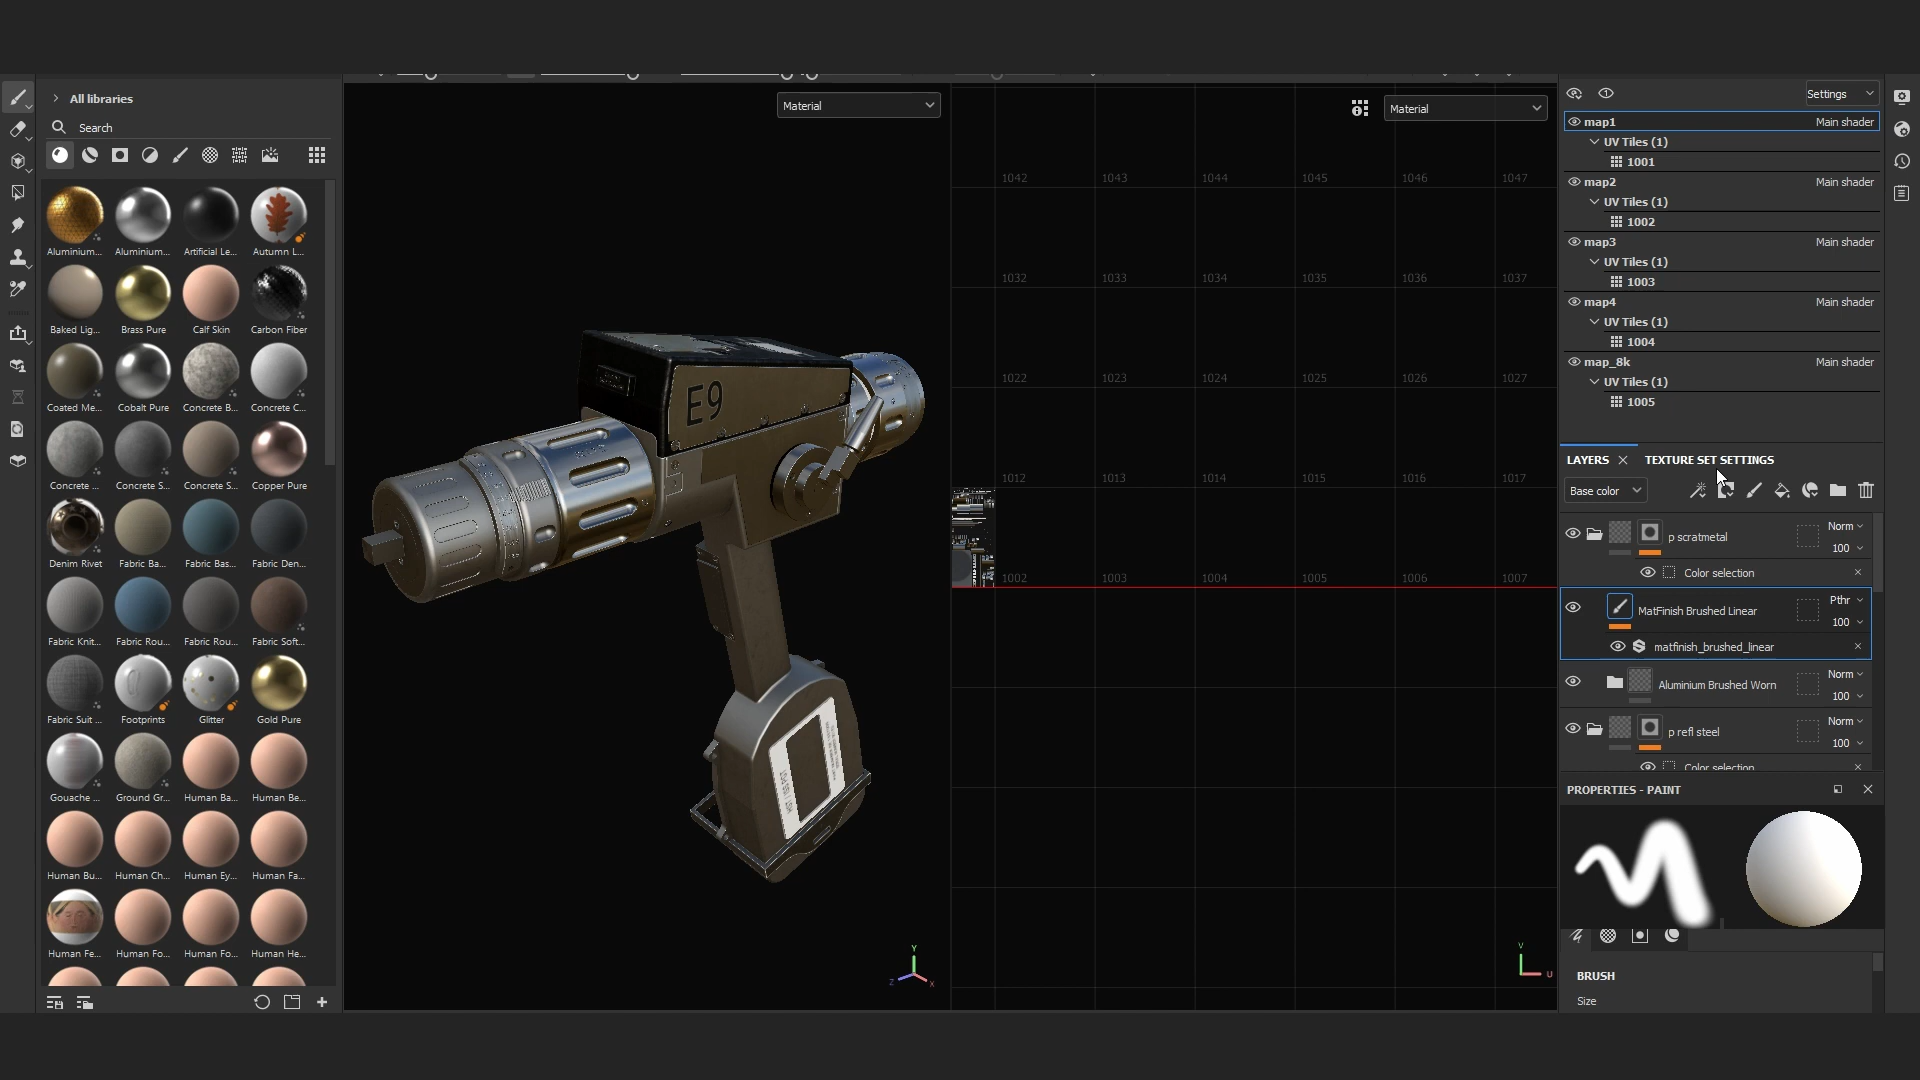 All libraries
Search
Aluminium... Aluminium... Artificial Le... Autumn L...
Baked Lig... Brass Pure Calf Skin Carbon Fiber
Coated Me... Cobalt Pure Concrete B... Concrete C...
Concrete ... Concrete S... Concrete S... Copper Pure
Denim Rivet Fabric Ba... Fabric Bas... Fabric Den...
Fabric Knit... Fabric Rou... Fabric Rou... Fabric Soft...
Fabric Suit ... Footprints Glitter Gold Pure
Gouache ... Ground Gr... Human Ba... Human Be...
Human Bu... Human Ch... Human Ey... Human Fa...
Human Fe... Human Fo... Human Fo... Human He...
Material
E9
Y
Z
X
Material
1042 1043 1044 1045 1046 1047
1032 1033 1034 1035 1036 1037
1022 1023 1024 1025 1026 1027
1012 1013 1014 1015 1016 1017
1002 1003 1004 1005 1006 1007
V
U
Settings
map1 Main shader
UV Tiles (1)
1001
map2 Main shader
UV Tiles (1)
1002
map3 Main shader
UV Tiles (1)
1003
map4 Main shader
UV Tiles (1)
1004
map_8k Main shader
UV Tiles (1)
1005
LAYERS TEXTURE SET SETTINGS
Base color
p scratmetal Norm
100
Color selection
MatFinish Brushed Linear Pthr
100
matfinish_brushed_linear
Aluminium Brushed Worn Norm
100
p refl steel Norm
100
Color selection
PROPERTIES - PAINT
BRUSH
Size